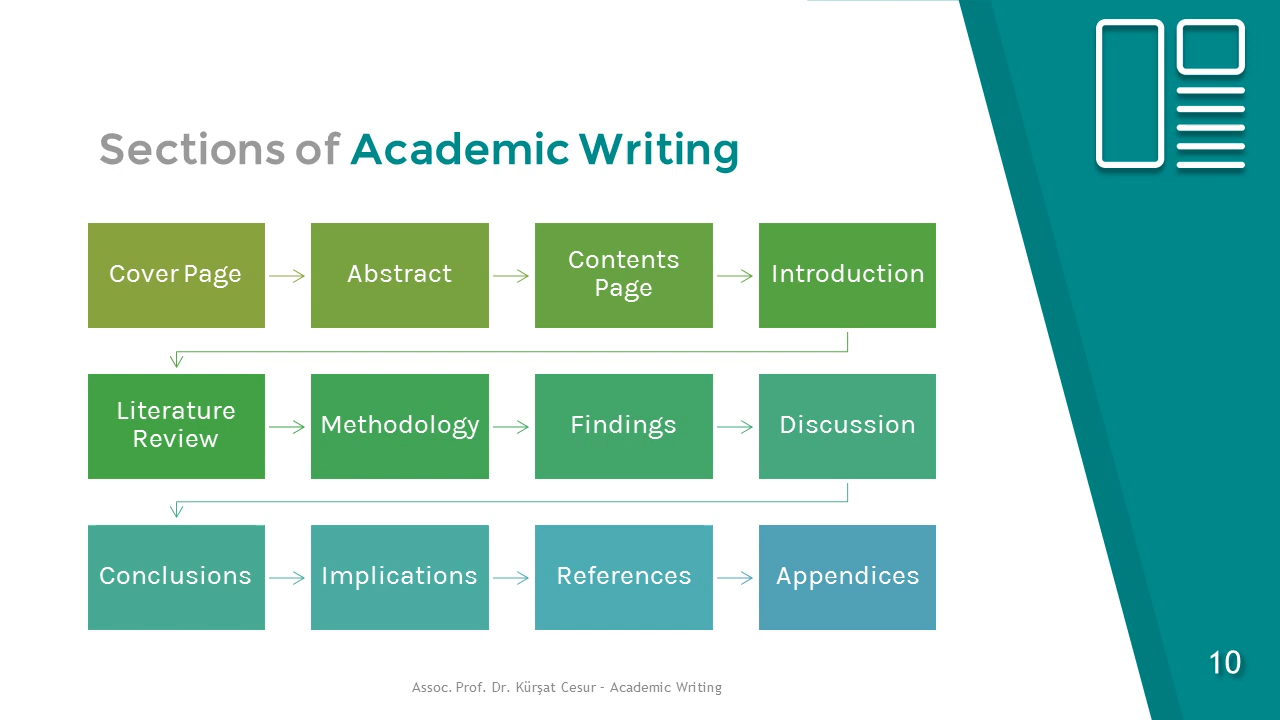 Sections of Academic Writing
Cover Page
Abstract
Contents
Page
Introduction
Literature
Review
Methodology
Findings
Discussion
Conclusions
Implications
References
Appendices
10
Assoc. Prof. Dr. Kürşat Cesur - Academic Writing